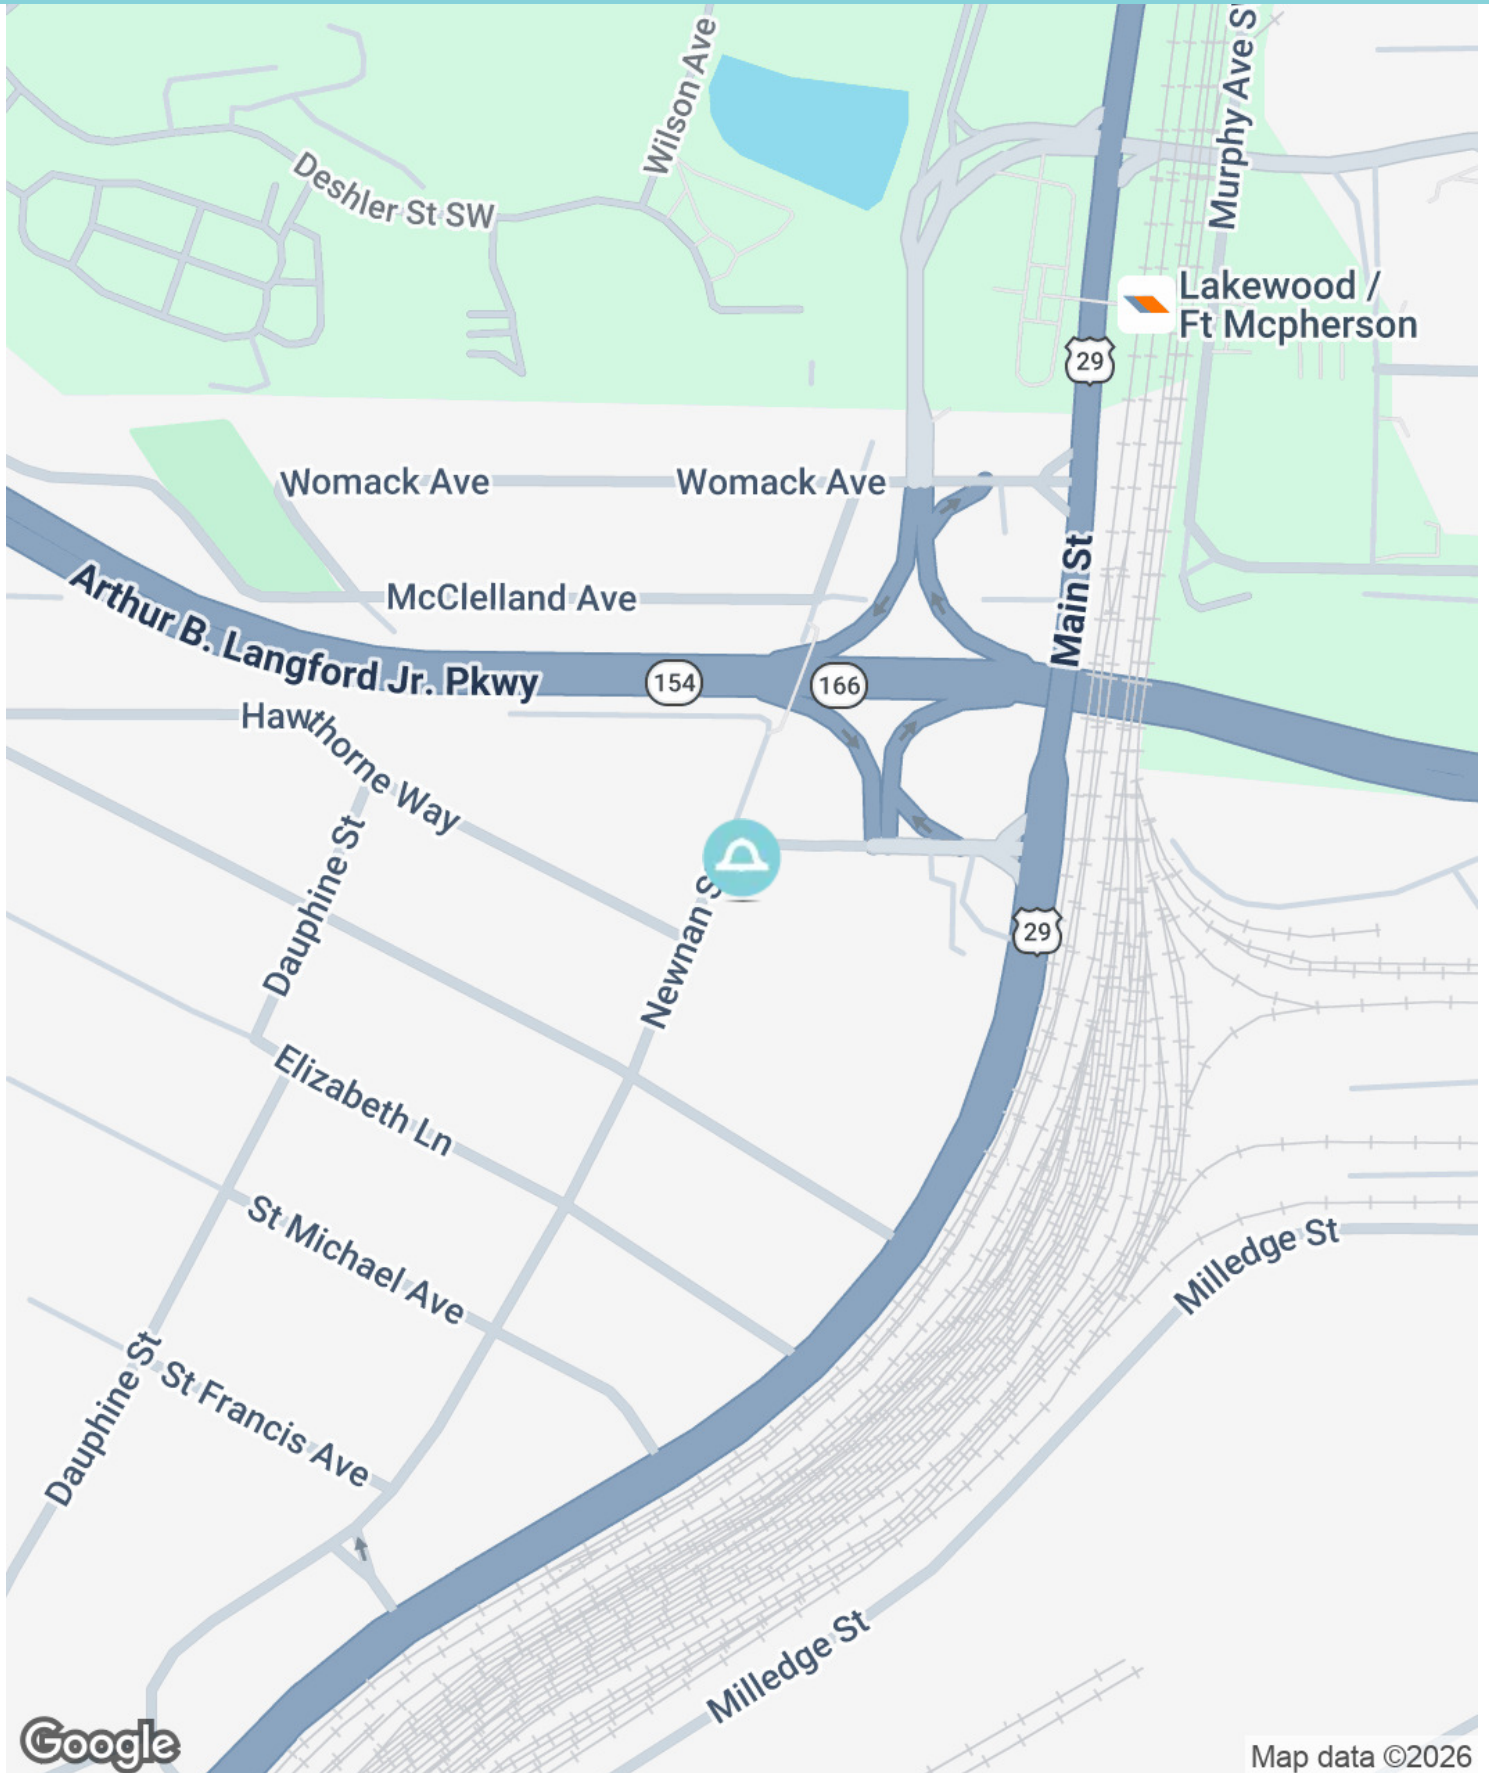 Wilson Ave
Murphy Ave S
Deshler St SW
Lakewood /
Ft Mcpherson
29
Womack Ave
Womack Ave
Main St
McClelland Ave
Arthur B. Langford Jr. Pkwy
154
166
Hawthorne Way
Dauphine St
Newnan S
29
Elizabeth Ln
St Michael Ave
Milledge St
Dauphine St
St Francis Ave
Milledge St
Google
Map data ©2026